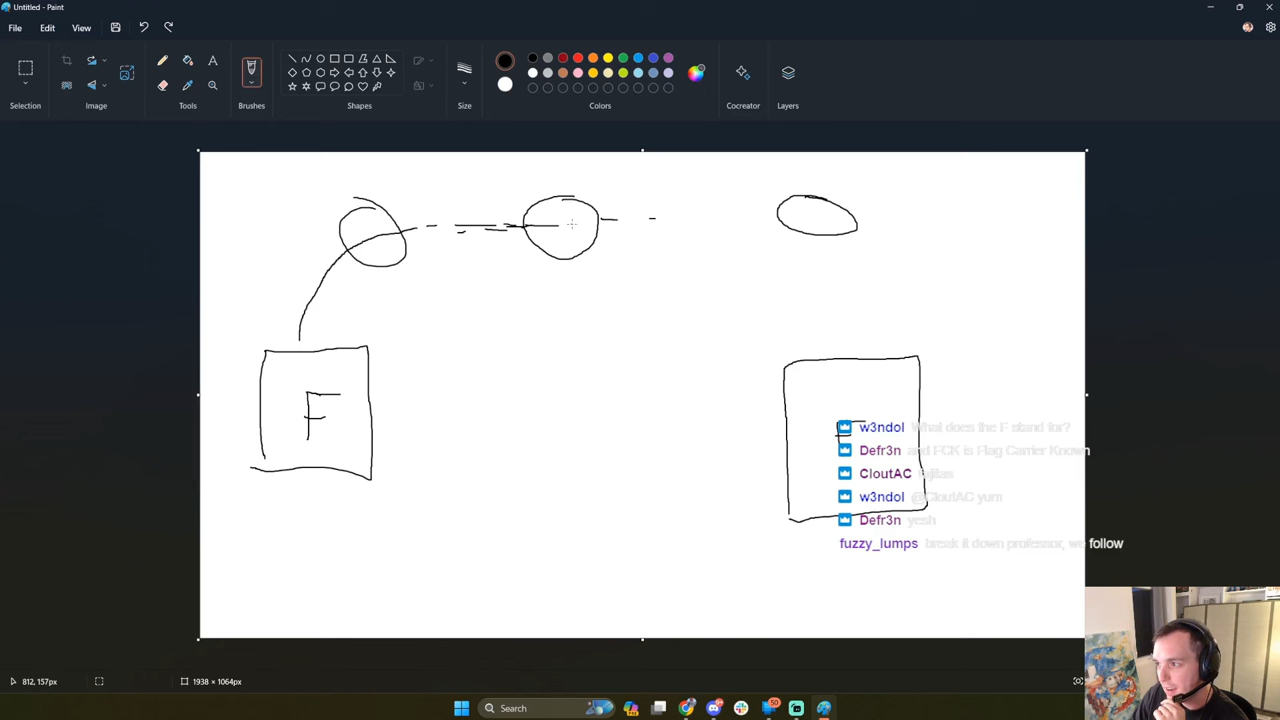 Untitled - Paint
File Edit View
Selection
Image
Tools
Brushes
Shapes
Size
Colors
Cocreator
Layers
F
F
w3ndol What does the F stand for?
Defr3n and FCK is Flag Carrier Known
CloutAC fajitas
w3ndol @CloutAC yum
Defr3n yesh
fuzzy_lumps break it down professor, we follow
812, 157px
1938 × 1064px
Search
50